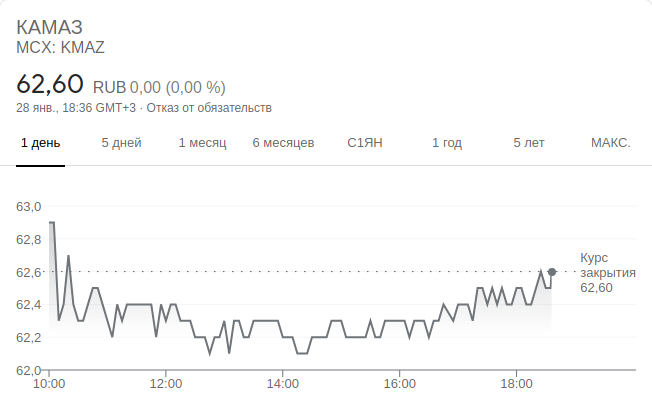 КАМАЗ
MCX: KMAZ
62,60 RUB 0,00 (0,00 %)
28 янв., 18:36 GMT+3 · Отказ от обязательств
1 день 5 дней 1 месяц 6 месяцев С1ЯН 1 год 5 лет МАКС.
63,0
62,8
62,6
62,4
62,2
62,0
Курс
закрытия
62,60
10:00 12:00 14:00 16:00 18:00